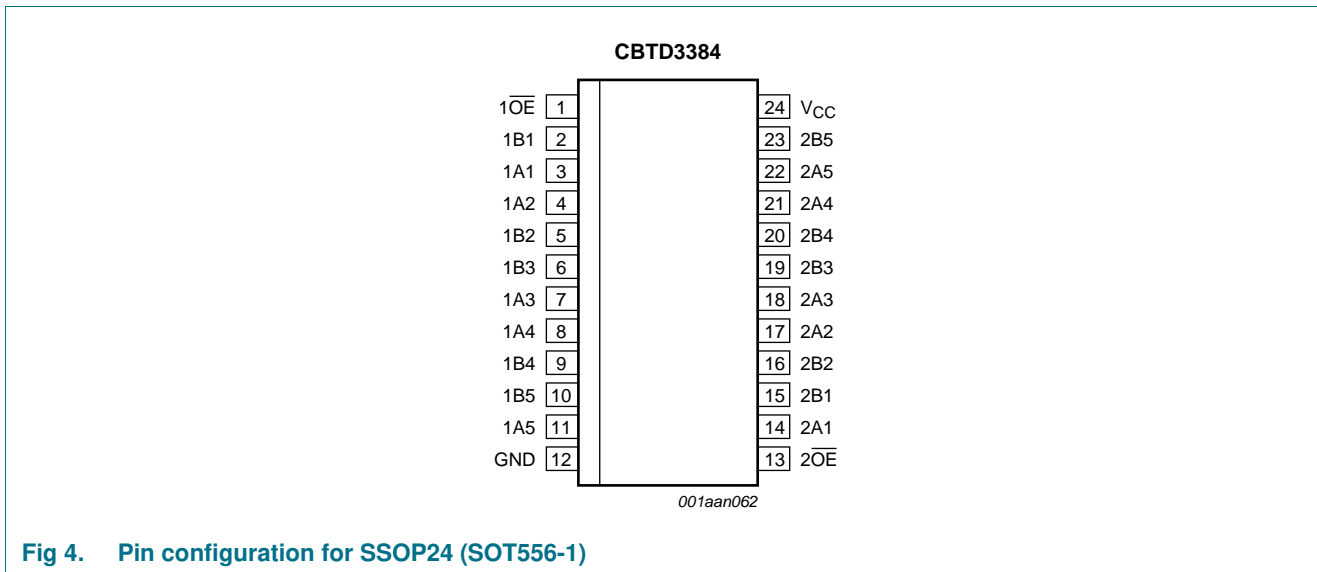 CBTD3384
1O̅E̅ 1 24 VCC
1B1 2 23 2B5
1A1 3 22 2A5
1A2 4 21 2A4
1B2 5 20 2B4
1B3 6 19 2B3
1A3 7 18 2A3
1A4 8 17 2A2
1B4 9 16 2B2
1B5 10 15 2B1
1A5 11 14 2A1
GND 12 13 2O̅E̅
001aan062
Fig 4. Pin configuration for SSOP24 (SOT556-1)